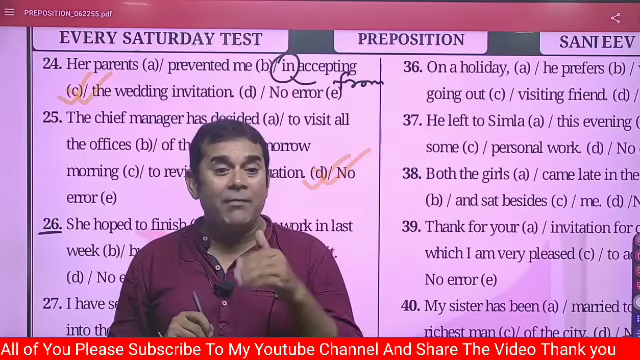 PREPOSITION_062255.pdf
EVERY SATURDAY TEST
PREPOSITION
SANJEEV
24. Her parents (a)/ prevented me (b)/ in accepting
from
(c)/ the wedding invitation. (d)/ No error (e)
25. The chief manager has decided (a)/ to visit all
the offices (b)/ of th morrow
morning (c)/ to revi (d)/ No
error (e)
26. She hoped to finish work in last
week (b)/
(d) / No e
27. I have s
into the
36. On a holiday, (a)/ he prefers (b)/
going out (c)/ visiting friend. (d)/
37. He left to Simla (a)/ this evening
some (c)/ personal work. (d)/ No
38. Both the girls (a)/ came late in the
(b)/ and sat besides (c)/ me. (d)/
39. Thank for your (a)/ invitation for
which I am very pleased (c)/ to a
No error (e)
40. My sister has been (a)/ married to
richest man (c)/ of the city. (d)/
All of You Please Subscribe To My Youtube Channel And Share The Video Thank you